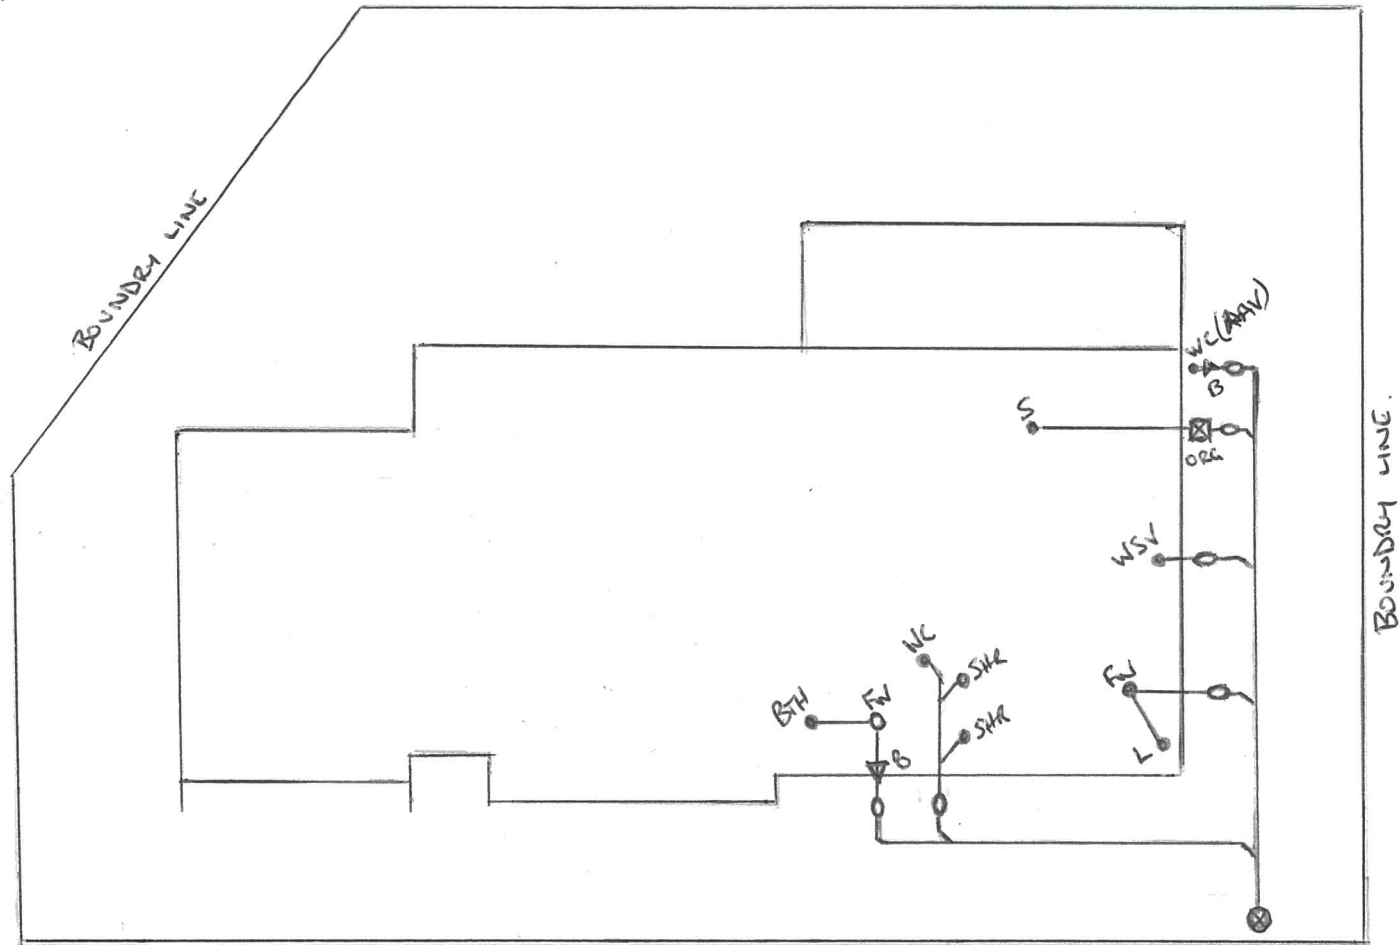 BOUNDRY LINE
WC(AAV)
B
S
ORG
BOUNDRY LINE.
WSV
WC
SHR
FW
FW
BTH
SHR
L
B